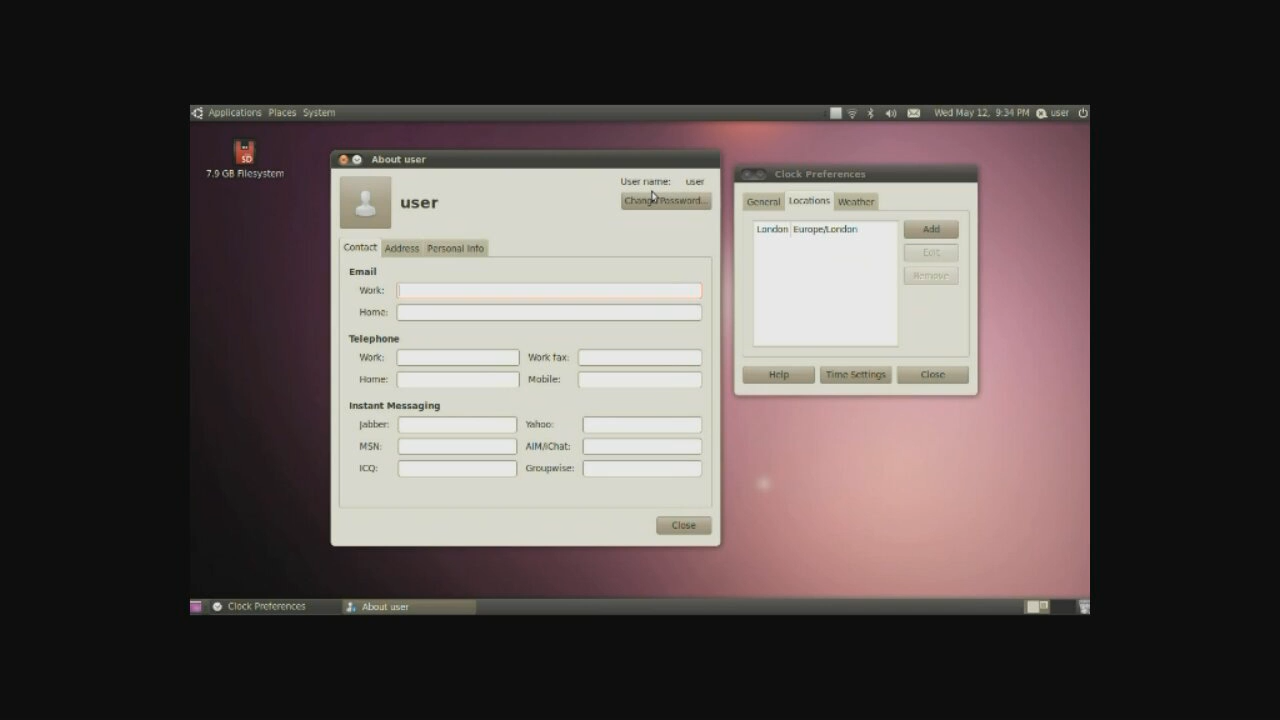 Applications Places System
Wed May 12, 9:34 PM user
SD
7.9 GB Filesystem
About user
User name: user
user
Change Password...
Contact Address Personal Info
Email
Work:
Home:
Telephone
Work: Work fax:
Home: Mobile:
Instant Messaging
Jabber: Yahoo:
MSN: AIM/iChat:
ICQ: Groupwise:
Close
Clock Preferences
General Locations Weather
London Europe/London
Add
Edit
Remove
Help Time Settings Close
Clock Preferences About user